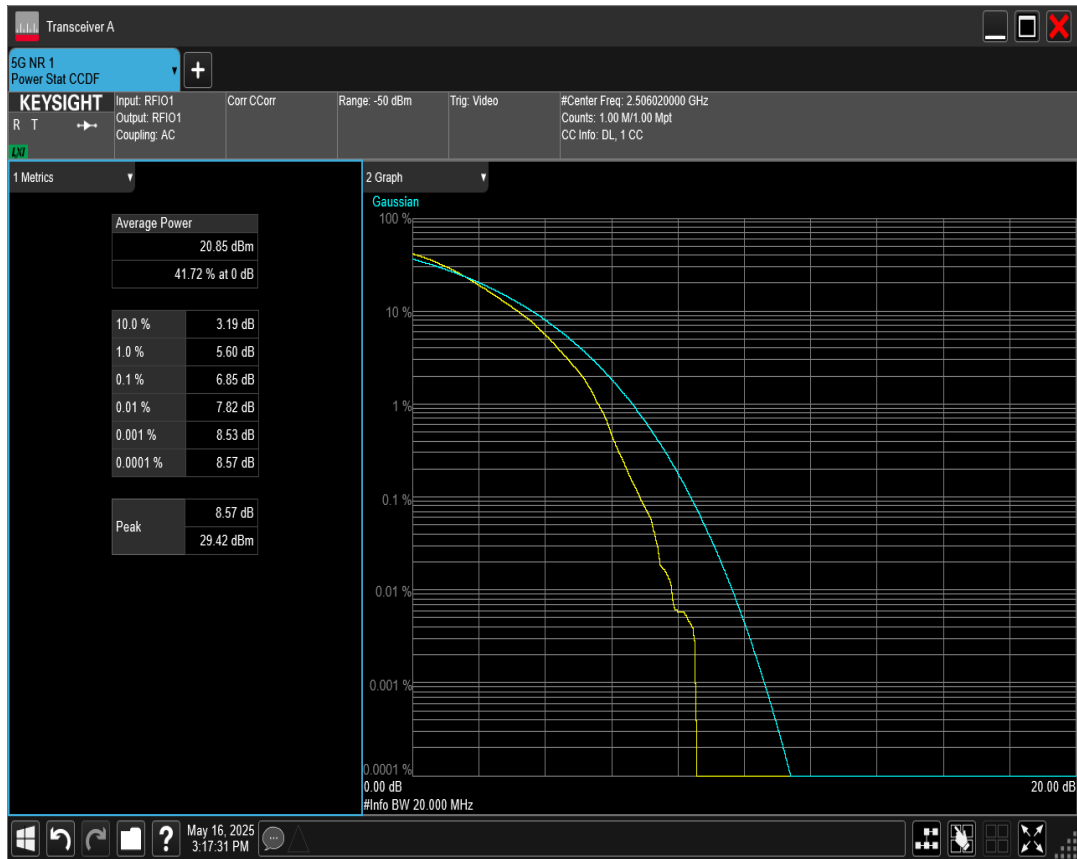 Transceiver A
5G NR 1
Power Stat CCDF
+
KEYSIGHT
R T
LXI
Input: RFIO1
Output: RFIO1
Coupling: AC
Corr CCorr
Range: -50 dBm
Trig: Video
#Center Freq: 2.506020000 GHz
Counts: 1.00 M/1.00 Mpt
CC Info: DL, 1 CC
1 Metrics
Average Power
20.85 dBm
41.72 % at 0 dB
10.0 % 3.19 dB
1.0 % 5.60 dB
0.1 % 6.85 dB
0.01 % 7.82 dB
0.001 % 8.53 dB
0.0001 % 8.57 dB
Peak
8.57 dB
29.42 dBm
2 Graph
Gaussian
100 %
10 %
1 %
0.1 %
0.01 %
0.001 %
0.0001 %
0.00 dB 20.00 dB
#Info BW 20.000 MHz
?
May 16, 2025
3:17:31 PM